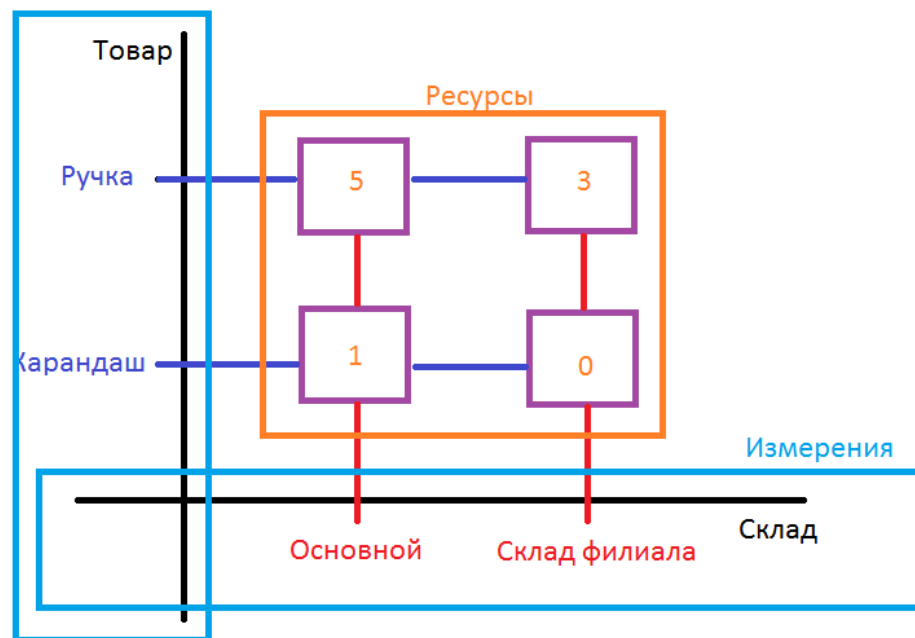 Товар
Ресурсы
Ручка
5
3
Карандаш
1
0
Измерения
Склад
Основной
Склад филиала